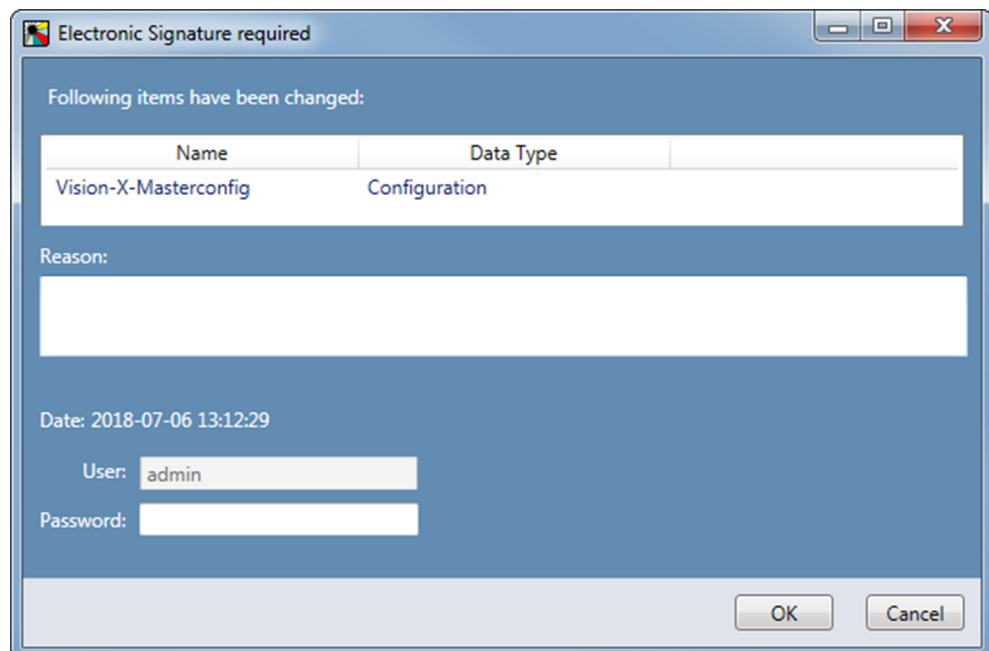 Electronic Signature required
Following items have been changed:
Name Data Type
Vision-X-Masterconfig Configuration
Reason:
Date: 2018-07-06 13:12:29
User: admin
Password:
OK Cancel